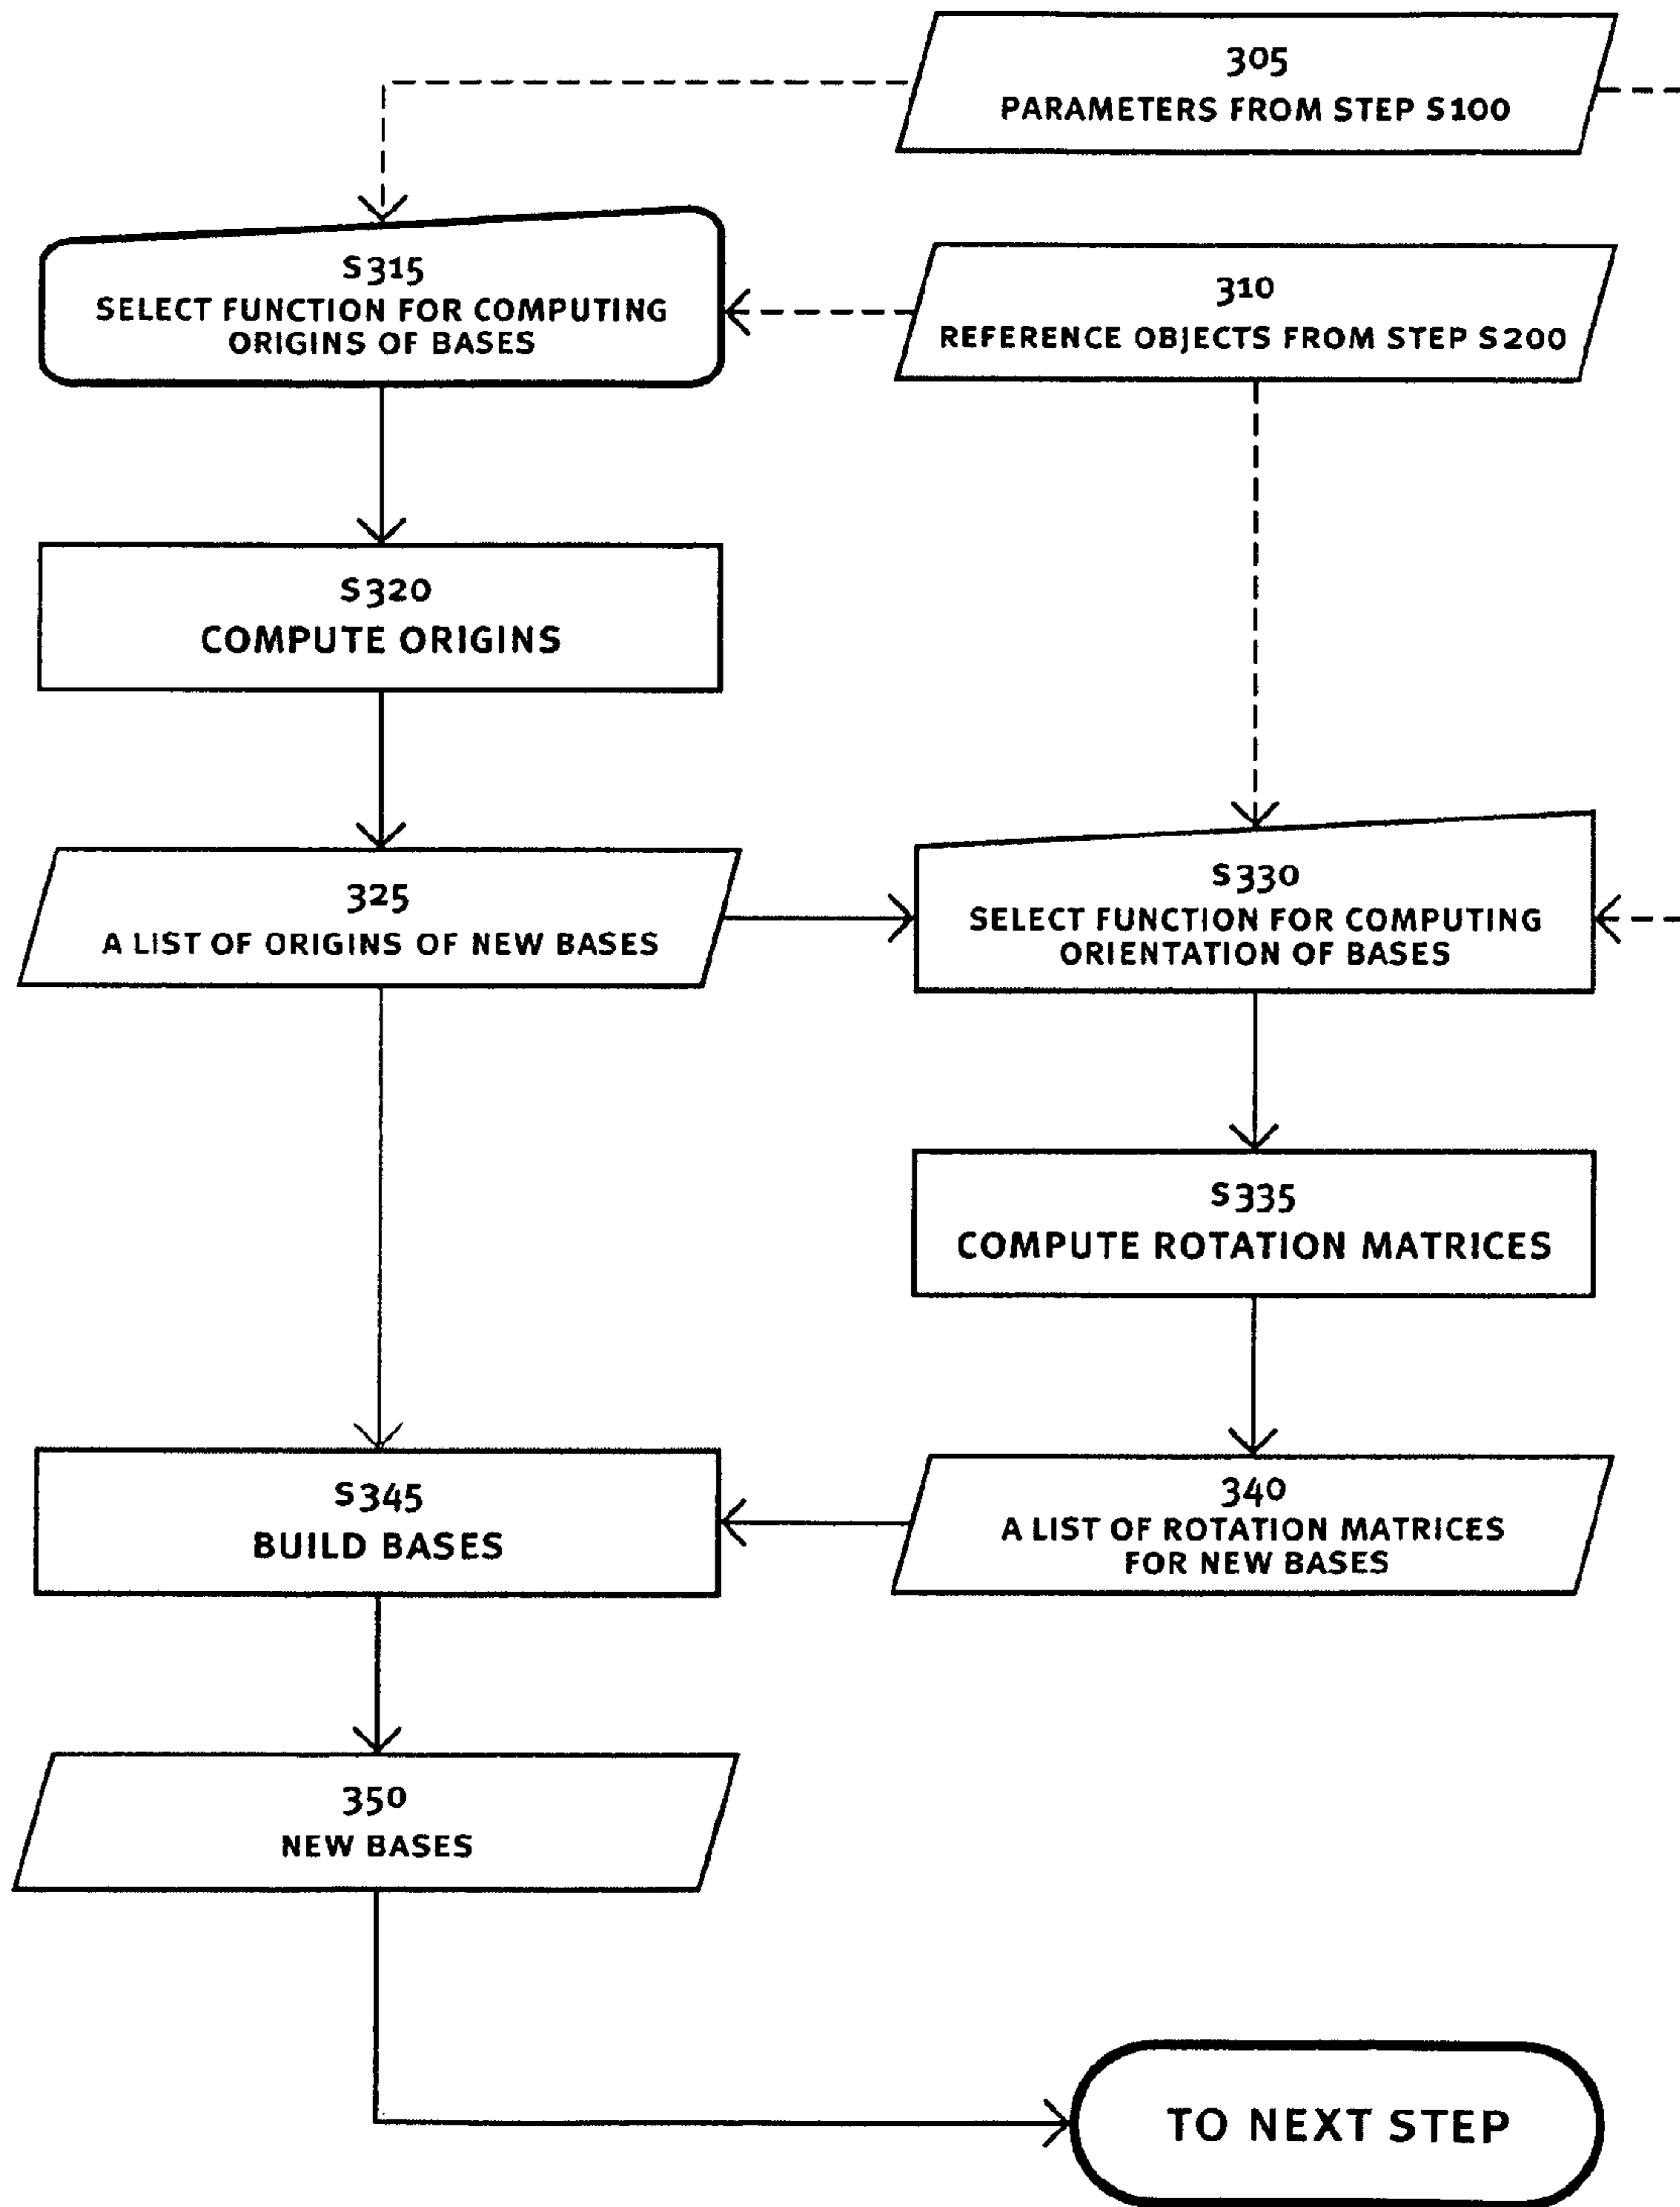 305
PARAMETERS FROM STEP S100
S315
SELECT FUNCTION FOR COMPUTING
ORIGINS OF BASES
310
REFERENCE OBJECTS FROM STEP S200
S320
COMPUTE ORIGINS
325
A LIST OF ORIGINS OF NEW BASES
S330
SELECT FUNCTION FOR COMPUTING
ORIENTATION OF BASES
S335
COMPUTE ROTATION MATRICES
S345
BUILD BASES
340
A LIST OF ROTATION MATRICES
FOR NEW BASES
350
NEW BASES
TO NEXT STEP